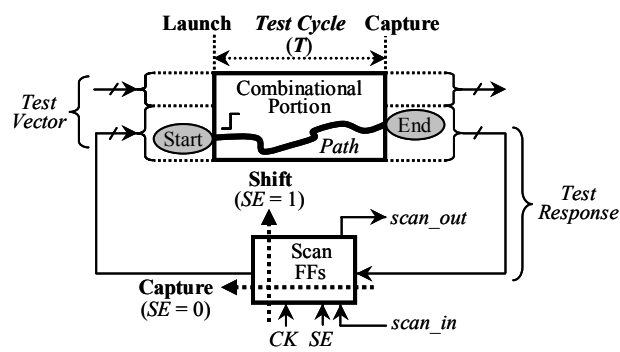 Launch
Test Cycle
(T)
Capture
Combinational
Portion
Test
Vector
Start
End
Path
Shift
(SE = 1)
Test
Response
scan_out
Scan
FFs
Capture
(SE = 0)
scan_in
CK
SE